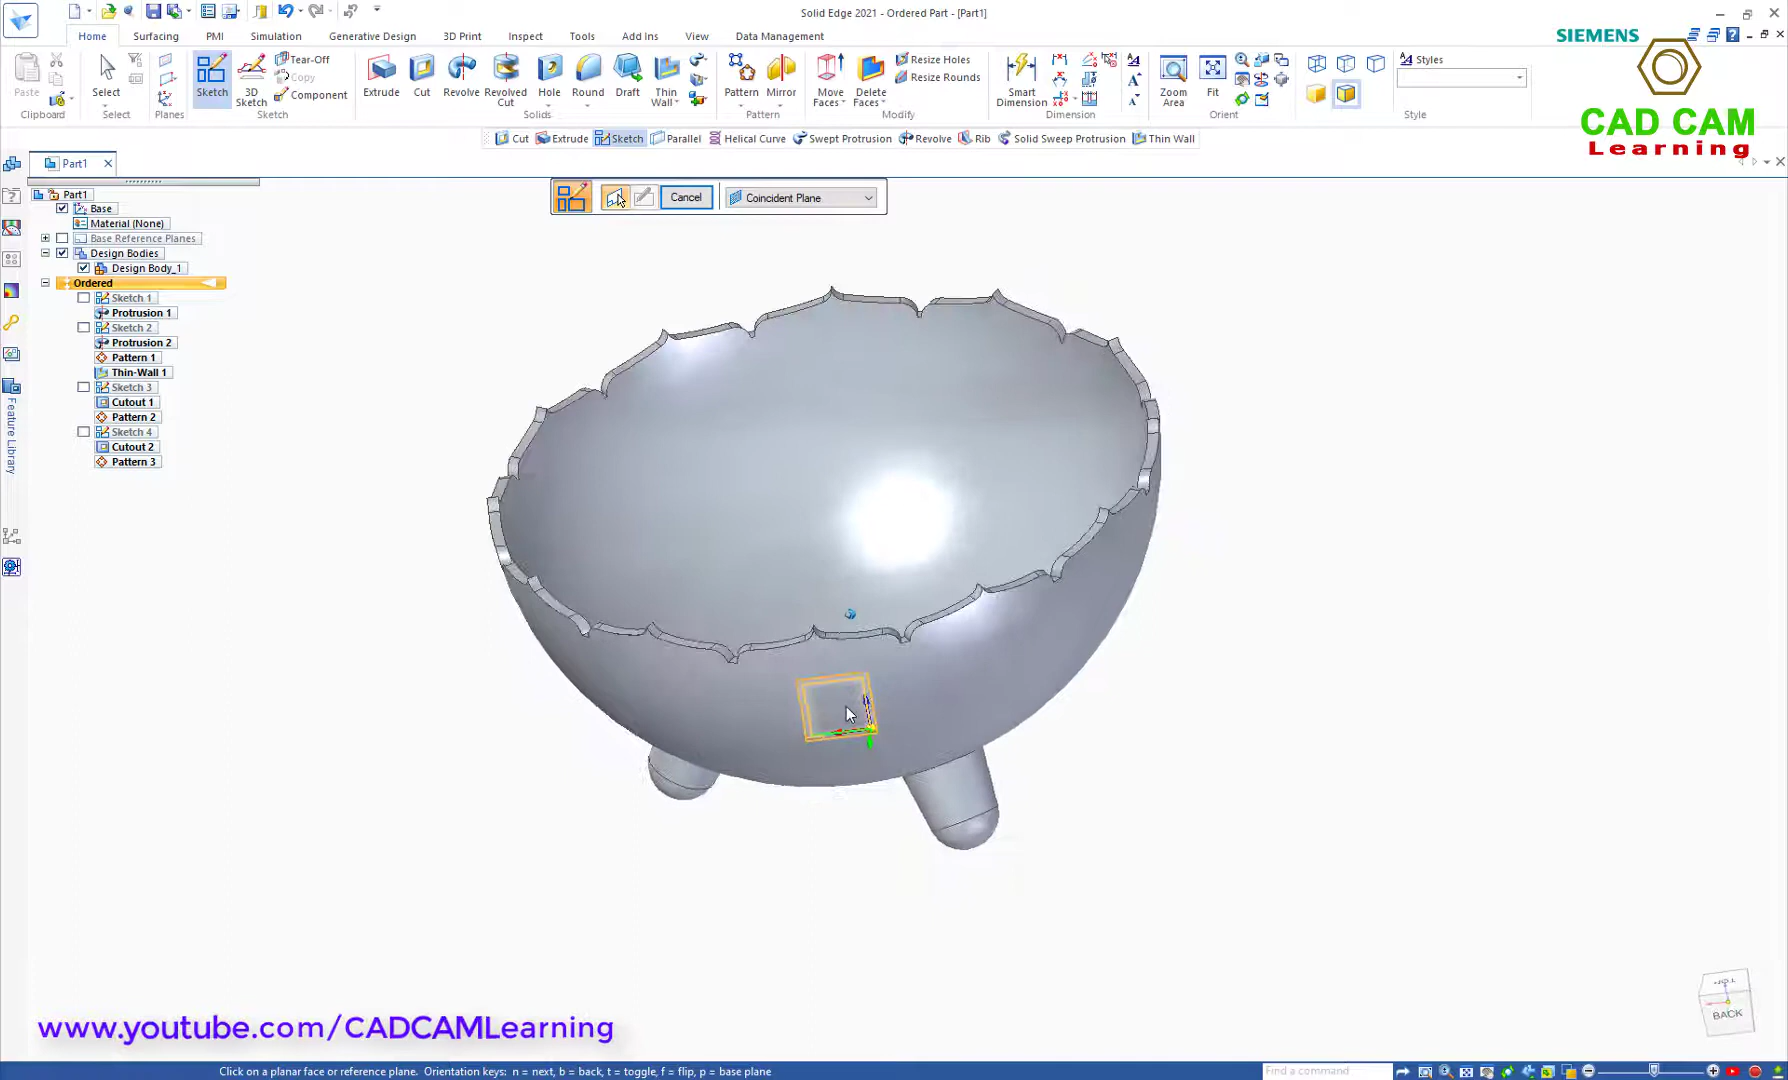 Solid Edge 2021 - Ordered Part - [Part1]
Home Surfacing PMI Simulation Generative Design 3D Print Inspect Tools Add Ins View Data Management
SIEMENS
CAD CAM
Learning
Paste
Clipboard
Select
Select
Planes
Sketch
3D Sketch
Tear-Off
Copy
Component
Sketch
Extrude
Cut
Revolve
Revolved Cut
Hole
Round
Draft
Thin Wall
Solids
Pattern
Mirror
Pattern
Move Faces
Delete Faces
Resize Holes
Resize Rounds
Modify
Smart Dimension
Dimension
Zoom Area
Fit
Orient
Styles
Style
Cut Extrude Sketch Parallel Helical Curve Swept Protrusion Revolve Rib Solid Sweep Protrusion Thin Wall
Part1
Cancel
Coincident Plane
Part1
Base
Material (None)
Base Reference Planes
Design Bodies
Design Body_1
Ordered
Sketch 1
Protrusion 1
Sketch 2
Protrusion 2
Pattern 1
Thin-Wall 1
Sketch 3
Cutout 1
Pattern 2
Sketch 4
Cutout 2
Pattern 3
Feature Library
TOP
BACK
www.youtube.com/CADCAMLearning
Click on a planar face or reference plane. Orientation keys: n = next, b = back, t = toggle, f = flip, p = base plane
Find a command